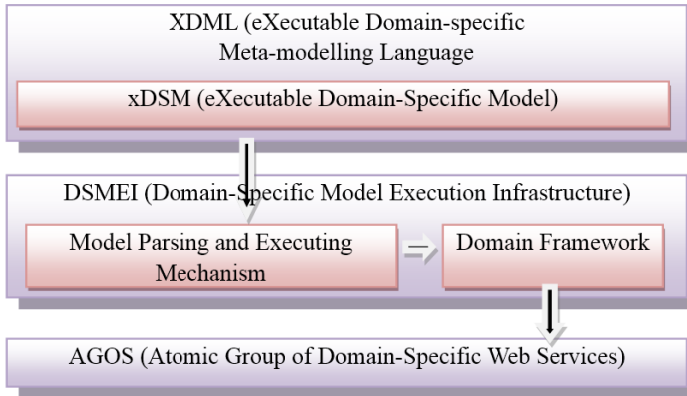 XDML (eXecutable Domain-specific
Meta-modelling Language
xDSM (eXecutable Domain-Specific Model)
DSMEI (Domain-Specific Model Execution Infrastructure)
Model Parsing and Executing
Mechanism
Domain Framework
AGOS (Atomic Group of Domain-Specific Web Services)